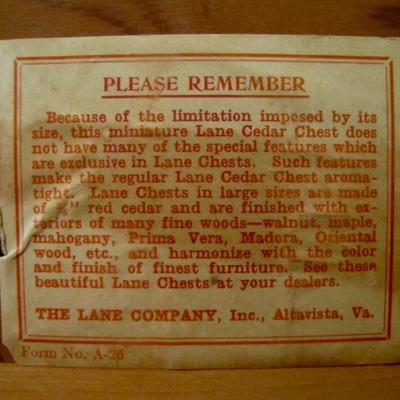 PLEASE REMEMBER
Because of the limitation imposed by its
size, this miniature Lane Cedar Chest does
not have many of the special features which
are exclusive in Lane Chests. Such features
make the regular Lane Cedar Chest aroma-
tight. Lane Chests in large sizes are made
of ¾" red cedar and are finished with ex-
teriors of many fine woods—walnut, maple,
mahogany, Prima Vera, Madera, Oriental
wood, etc., and harmonize with the color
and finish of finest furniture. See these
beautiful Lane Chests at your dealers.
THE LANE COMPANY, Inc., Altavista, Va.
Form No. A-26